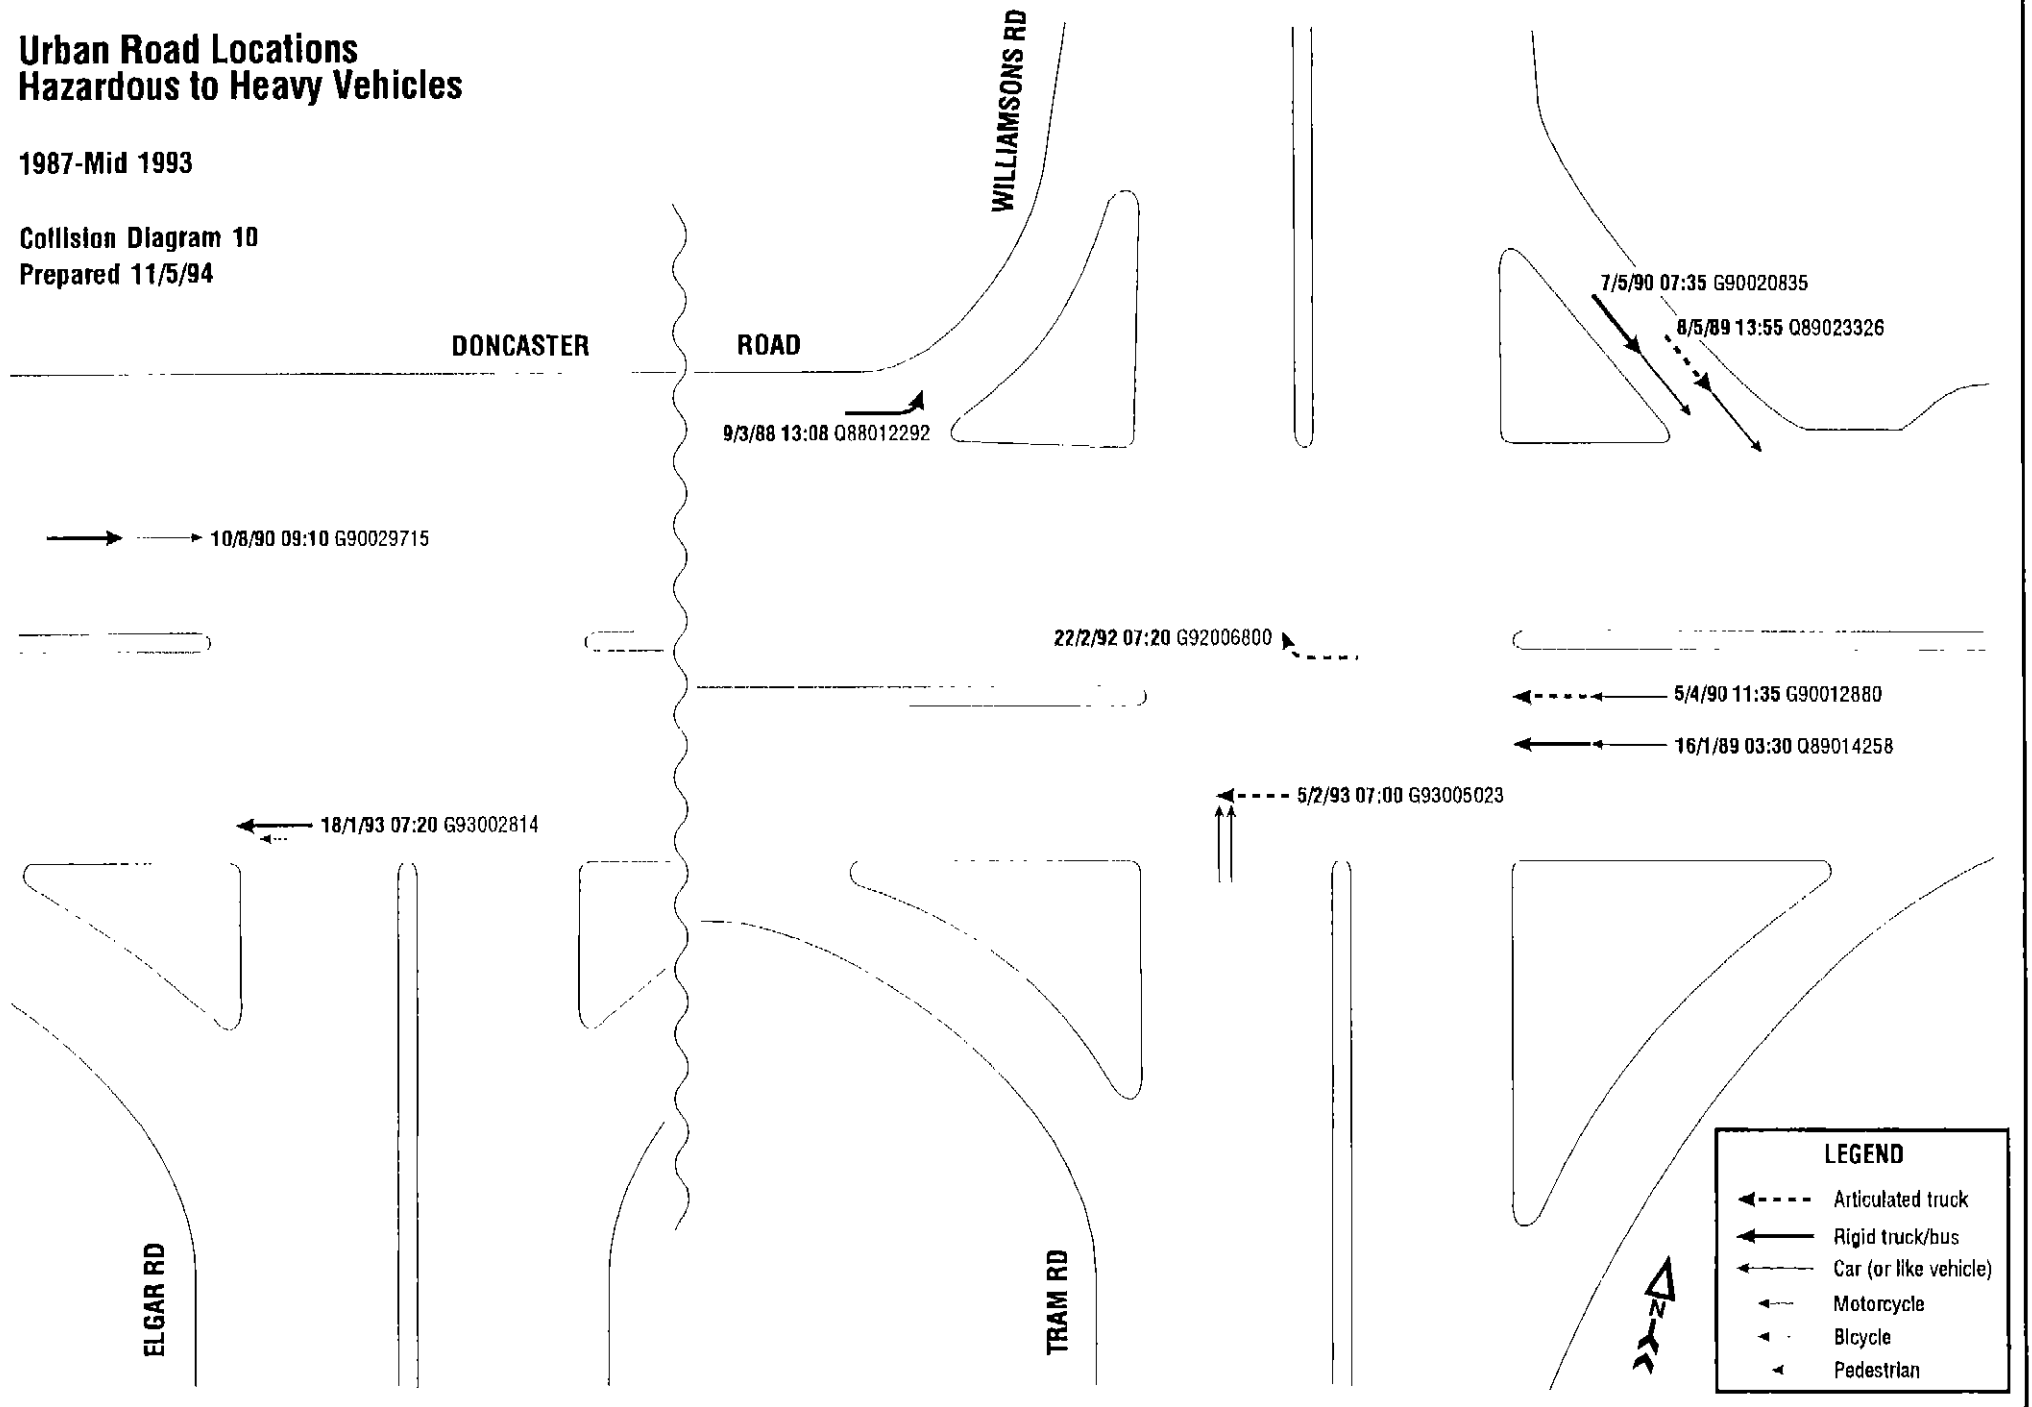 Urban Road Locations
Hazardous to Heavy Vehicles
1987-Mid 1993
Collision Diagram 10
Prepared 11/5/94
WILLIAMSONS RD
DONCASTER ROAD
7/5/90 07:35 G90020835
8/5/89 13:55 Q89023326
9/3/88 13:08 Q88012292
10/8/90 09:10 G90029715
22/2/92 07:20 G92006800
5/4/90 11:35 G90012880
16/1/89 03:30 Q89014258
5/2/93 07:00 G93005023
18/1/93 07:20 G93002814
ELGAR RD
TRAM RD
LEGEND
Articulated truck
Rigid truck/bus
Car (or like vehicle)
Motorcycle
Bicycle
Pedestrian
N